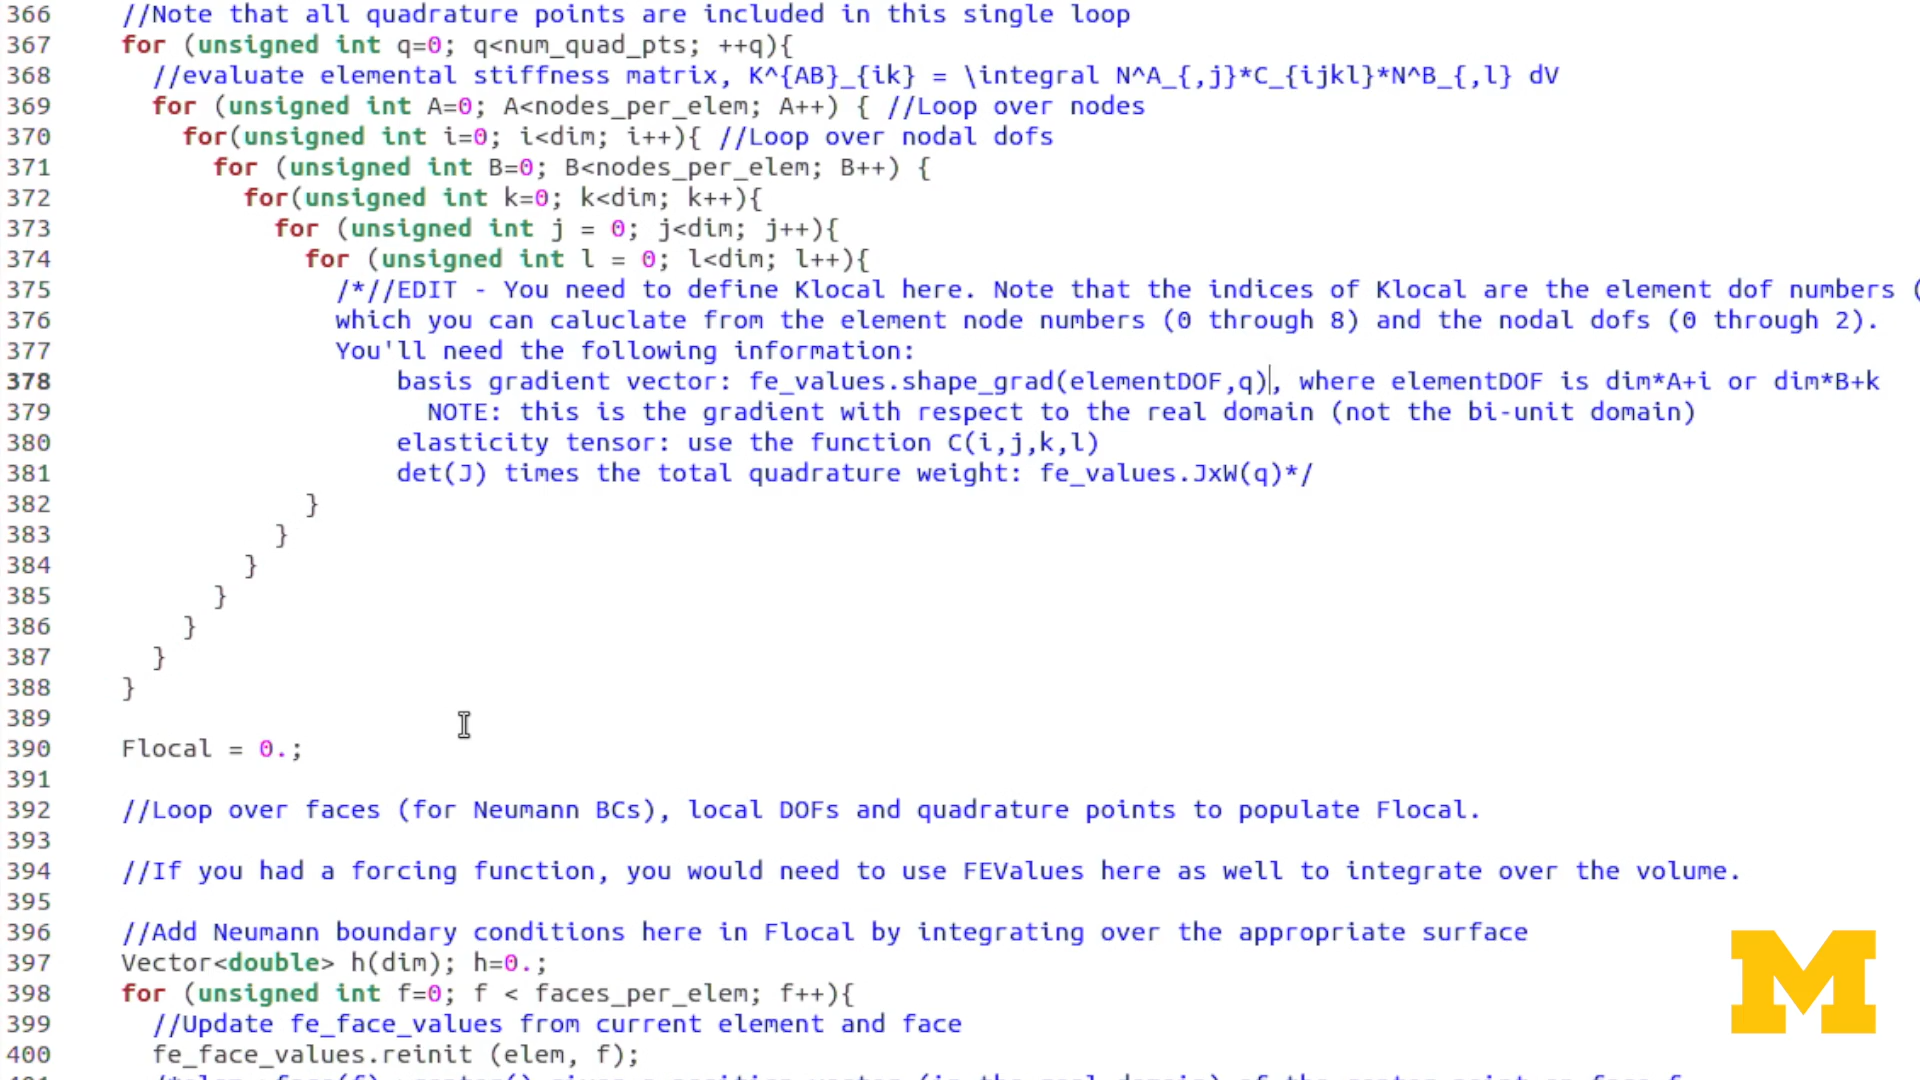 366 //Note that all quadrature points are included in this single loop
367 for (unsigned int q=0; q<num_quad_pts; ++q){
368 //evaluate elemental stiffness matrix, K^{AB}_{ik} = \integral N^A_{,j}*C_{ijkl}*N^B_{,l} dV
369 for (unsigned int A=0; A<nodes_per_elem; A++) { //Loop over nodes
370 for(unsigned int i=0; i<dim; i++){ //Loop over nodal dofs
371 for (unsigned int B=0; B<nodes_per_elem; B++) {
372 for(unsigned int k=0; k<dim; k++){
373 for (unsigned int j = 0; j<dim; j++){
374 for (unsigned int l = 0; l<dim; l++){
375 /*//EDIT - You need to define Klocal here. Note that the indices of Klocal are the element dof numbers (
376 which you can caluclate from the element node numbers (0 through 8) and the nodal dofs (0 through 2).
377 You'll need the following information:
378 basis gradient vector: fe_values.shape_grad(elementDOF,q), where elementDOF is dim*A+i or dim*B+k
379 NOTE: this is the gradient with respect to the real domain (not the bi-unit domain)
380 elasticity tensor: use the function C(i,j,k,l)
381 det(J) times the total quadrature weight: fe_values.JxW(q)*/
382 }
383 }
384 }
385 }
386 }
387 }
388 }
389
390 Flocal = 0.;
391
392 //Loop over faces (for Neumann BCs), local DOFs and quadrature points to populate Flocal.
393
394 //If you had a forcing function, you would need to use FEValues here as well to integrate over the volume.
395
396 //Add Neumann boundary conditions here in Flocal by integrating over the appropriate surface
397 Vector<double> h(dim); h=0.;
398 for (unsigned int f=0; f < faces_per_elem; f++){
399 //Update fe_face_values from current element and face
400 fe_face_values.reinit (elem, f);
M